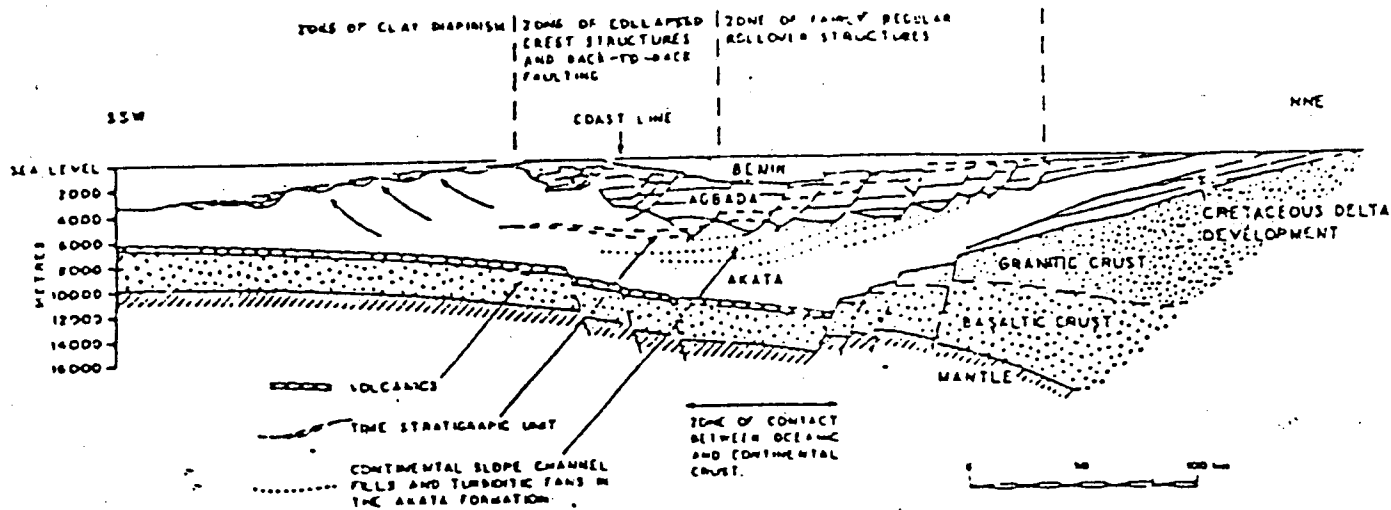 ZONE OF CLAY DIAPIRISM
ZONE OF COLLAPSED
CREST STRUCTURES
AND BACK-TO-BACK
FAULTING
ZONE OF FAIRLY REGULAR
ROLLOVER STRUCTURES
SSW
COAST LINE
NNE
SEA LEVEL
2000
4000
6000
8000
10000
12000
14000
16000
METRES
BENIN
AGBADA
AKATA
CRETACEOUS DELTA
DEVELOPMENT
GRANITIC CRUST
BASALTIC CRUST
MANTLE
VOLCANICS
TIME STRATIGRAPIC UNIT
CONTINENTAL SLOPE CHANNEL
FILLS AND TURBIDITIC FANS IN
THE AKATA FORMATION
ZONE OF CONTACT
BETWEEN OCEANIC
AND CONTINENTAL
CRUST.
0 50 100 km